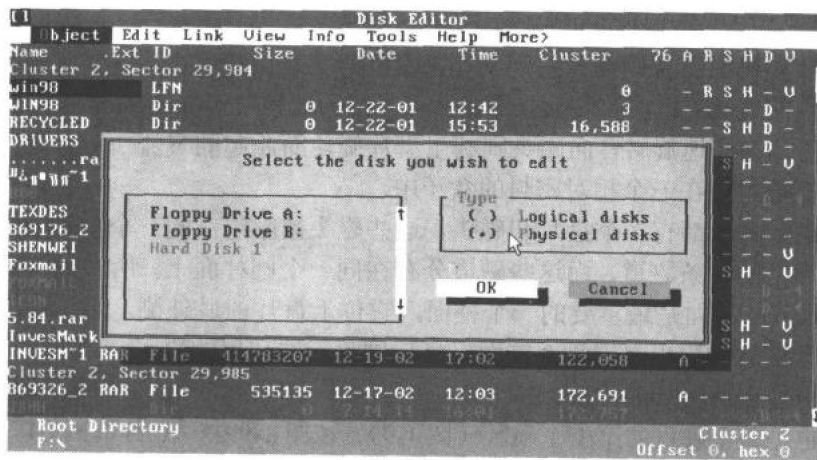 Disk Editor
Object Edit Link View Info Tools Help More>
Name .Ext ID Size Date Time Cluster 76 A R S H D V
Cluster 2, Sector 29,984
win98 LFN 0 - R S H - V
WIN98 Dir 0 12-22-01 12:42 3 - - - - D -
RECYCLED Dir 0 12-22-01 15:53 16,588 - - S H D -
DRIVERS D -
.......ra S H - V
Select the disk you wish to edit
Type
TEXDES
Floppy Drive A:
( ) Logical disks
869176_2
Floppy Drive B:
(•) Physical disks
SHENWEI
Hard Disk 1
Foxmail S H - V
OK
Cancel
5.84.rar S H - V
InvesMark S H - V
INVESM~1 RAR File 414783207 12-19-02 17:02 122,058 A - - - - -
Cluster 2, Sector 29,985
869326_2 RAR File 535135 12-17-02 12:03 172,691 A - - - - -
Root Directory Cluster 2
F:\ Offset 0, hex 0